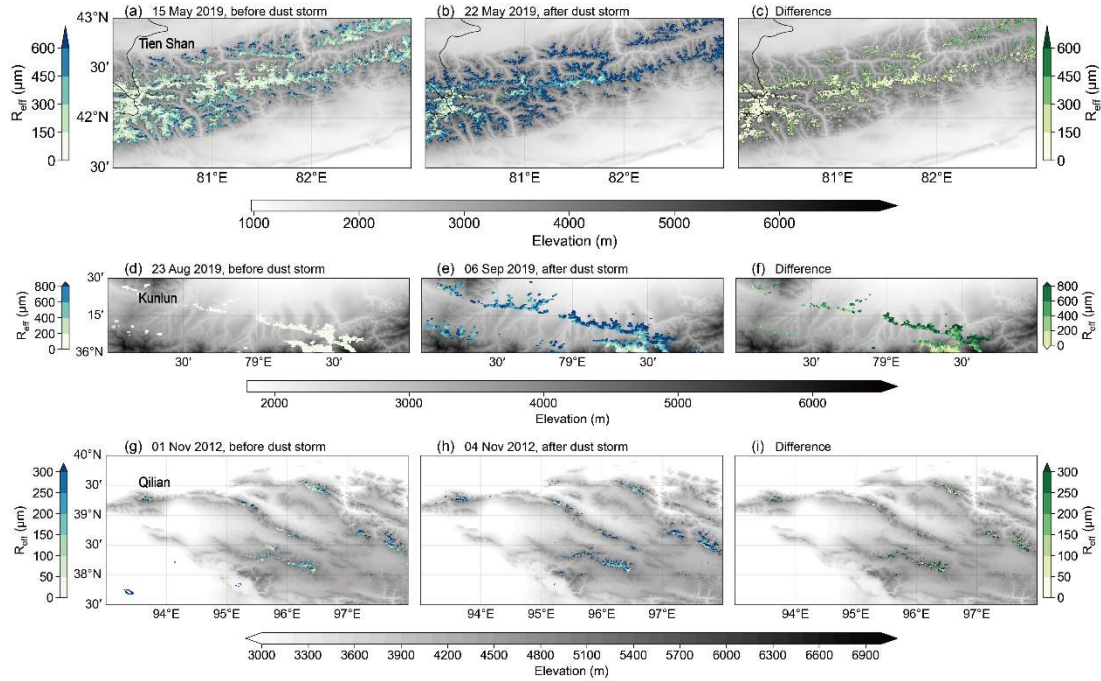 (a) 15 May 2019, before dust storm
(b) 22 May 2019, after dust storm
(c) Difference
43°N
30′
42°N
30′
Tien Shan
600
450
300
150
0
R_eff (μm)
81°E
82°E
81°E
82°E
81°E
82°E
600
450
300
150
0
R_eff (μm)
1000 2000 3000 4000 5000 6000
Elevation (m)
(d) 23 Aug 2019, before dust storm
(e) 06 Sep 2019, after dust storm
(f) Difference
30′
15′
36°N
Kunlun
800
600
400
200
0
R_eff (μm)
30′ 79°E 30′
30′ 79°E 30′
30′ 79°E 30′
800
600
400
200
0
R_eff (μm)
2000 3000 4000 5000 6000
Elevation (m)
(g) 01 Nov 2012, before dust storm
(h) 04 Nov 2012, after dust storm
(i) Difference
40°N
30′
39°N
30′
38°N
30′
Qilian
300
250
200
150
100
50
0
R_eff (μm)
94°E 95°E 96°E 97°E
94°E 95°E 96°E 97°E
94°E 95°E 96°E 97°E
300
250
200
150
100
50
0
R_eff (μm)
3000 3300 3600 3900 4200 4500 4800 5100 5400 5700 6000 6300 6600 6900
Elevation (m)